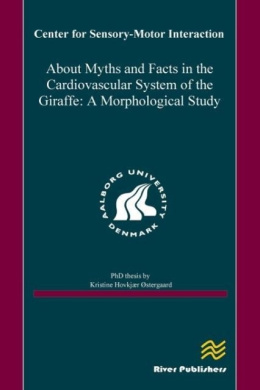 Center for Sensory-Motor Interaction
About Myths and Facts in the
Cardiovascular System of the
Giraffe: A Morphological Study
AALBORG UNIVERSITY
DENMARK
PhD thesis by
Kristine Hovkjær Østergaard
River Publishers